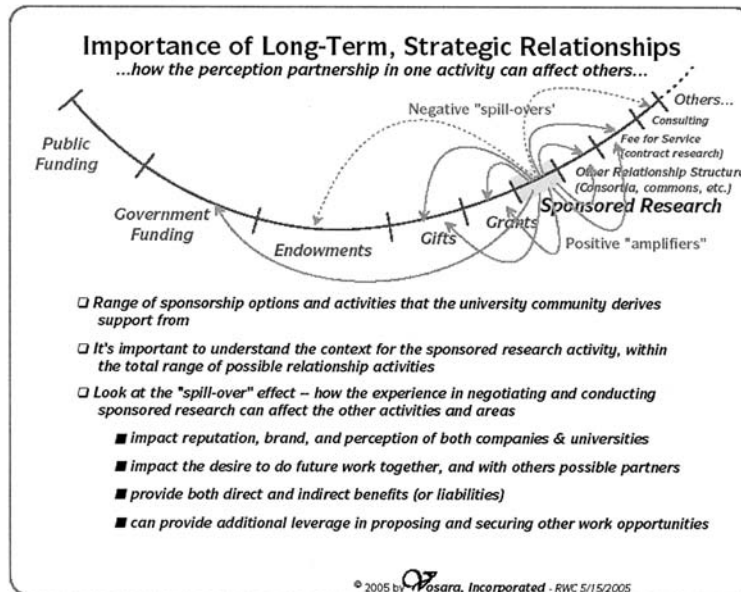 Importance of Long-Term, Strategic Relationships
...how the perception partnership in one activity can affect others...
Negative "spill-overs'
Others...
Consulting
Fee for Service
(contract research)
Other Relationship Structure
(Consortia, commons, etc.)
Sponsored Research
Public
Funding
Government
Funding
Endowments
Gifts
Grants
Positive "amplifiers"
❑ Range of sponsorship options and activities that the university community derives
support from
❑ It's important to understand the context for the sponsored research activity, within
the total range of possible relationship activities
❑ Look at the "spill-over" effect -- how the experience in negotiating and conducting
sponsored research can affect the other activities and areas
■ impact reputation, brand, and perception of both companies & universities
■ impact the desire to do future work together, and with others possible partners
■ provide both direct and indirect benefits (or liabilities)
■ can provide additional leverage in proposing and securing other work opportunities
© 2005 by osara, Incorporated - RWC 5/15/2005